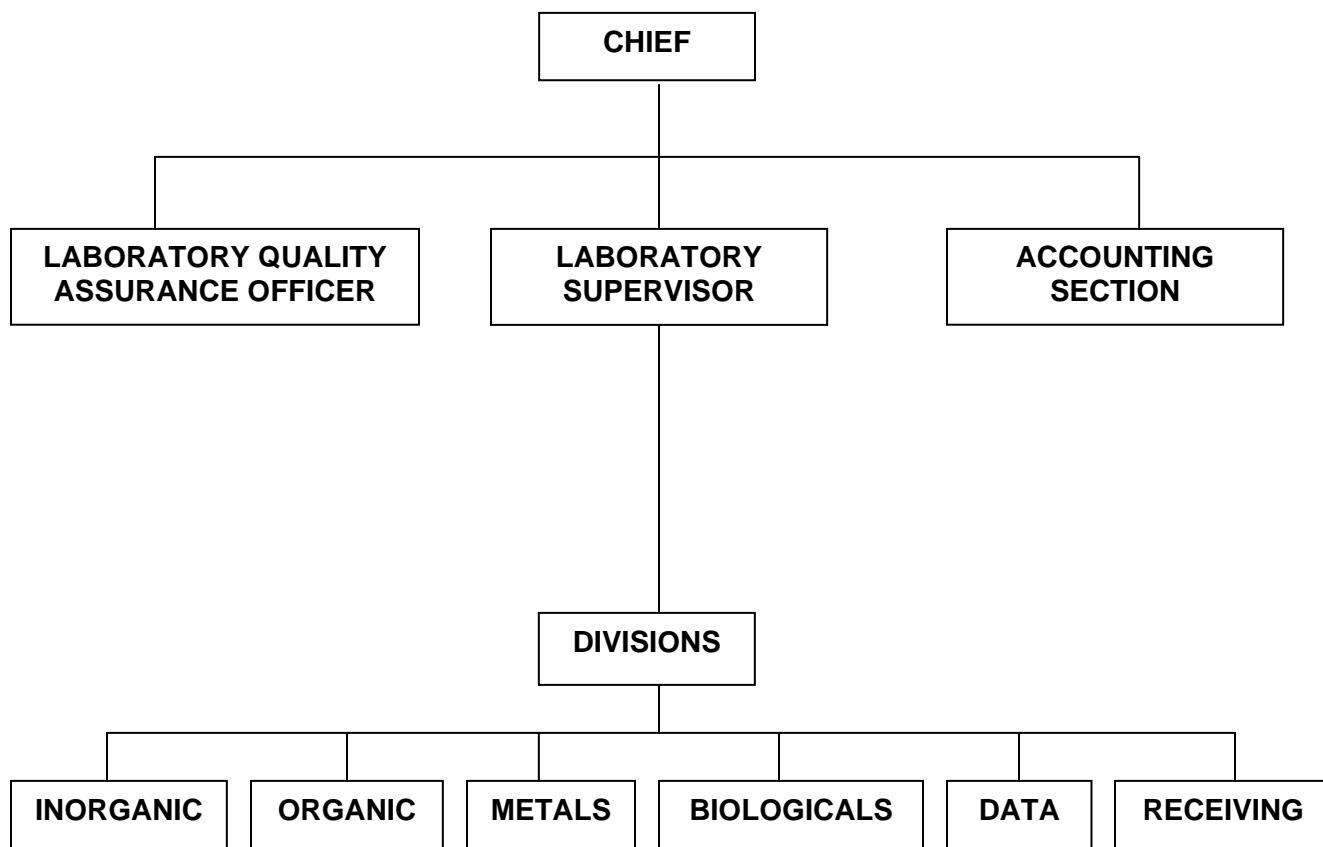 CHIEF
LABORATORY QUALITY
ASSURANCE OFFICER
LABORATORY
SUPERVISOR
ACCOUNTING
SECTION
DIVISIONS
INORGANIC
ORGANIC
METALS
BIOLOGICALS
DATA
RECEIVING